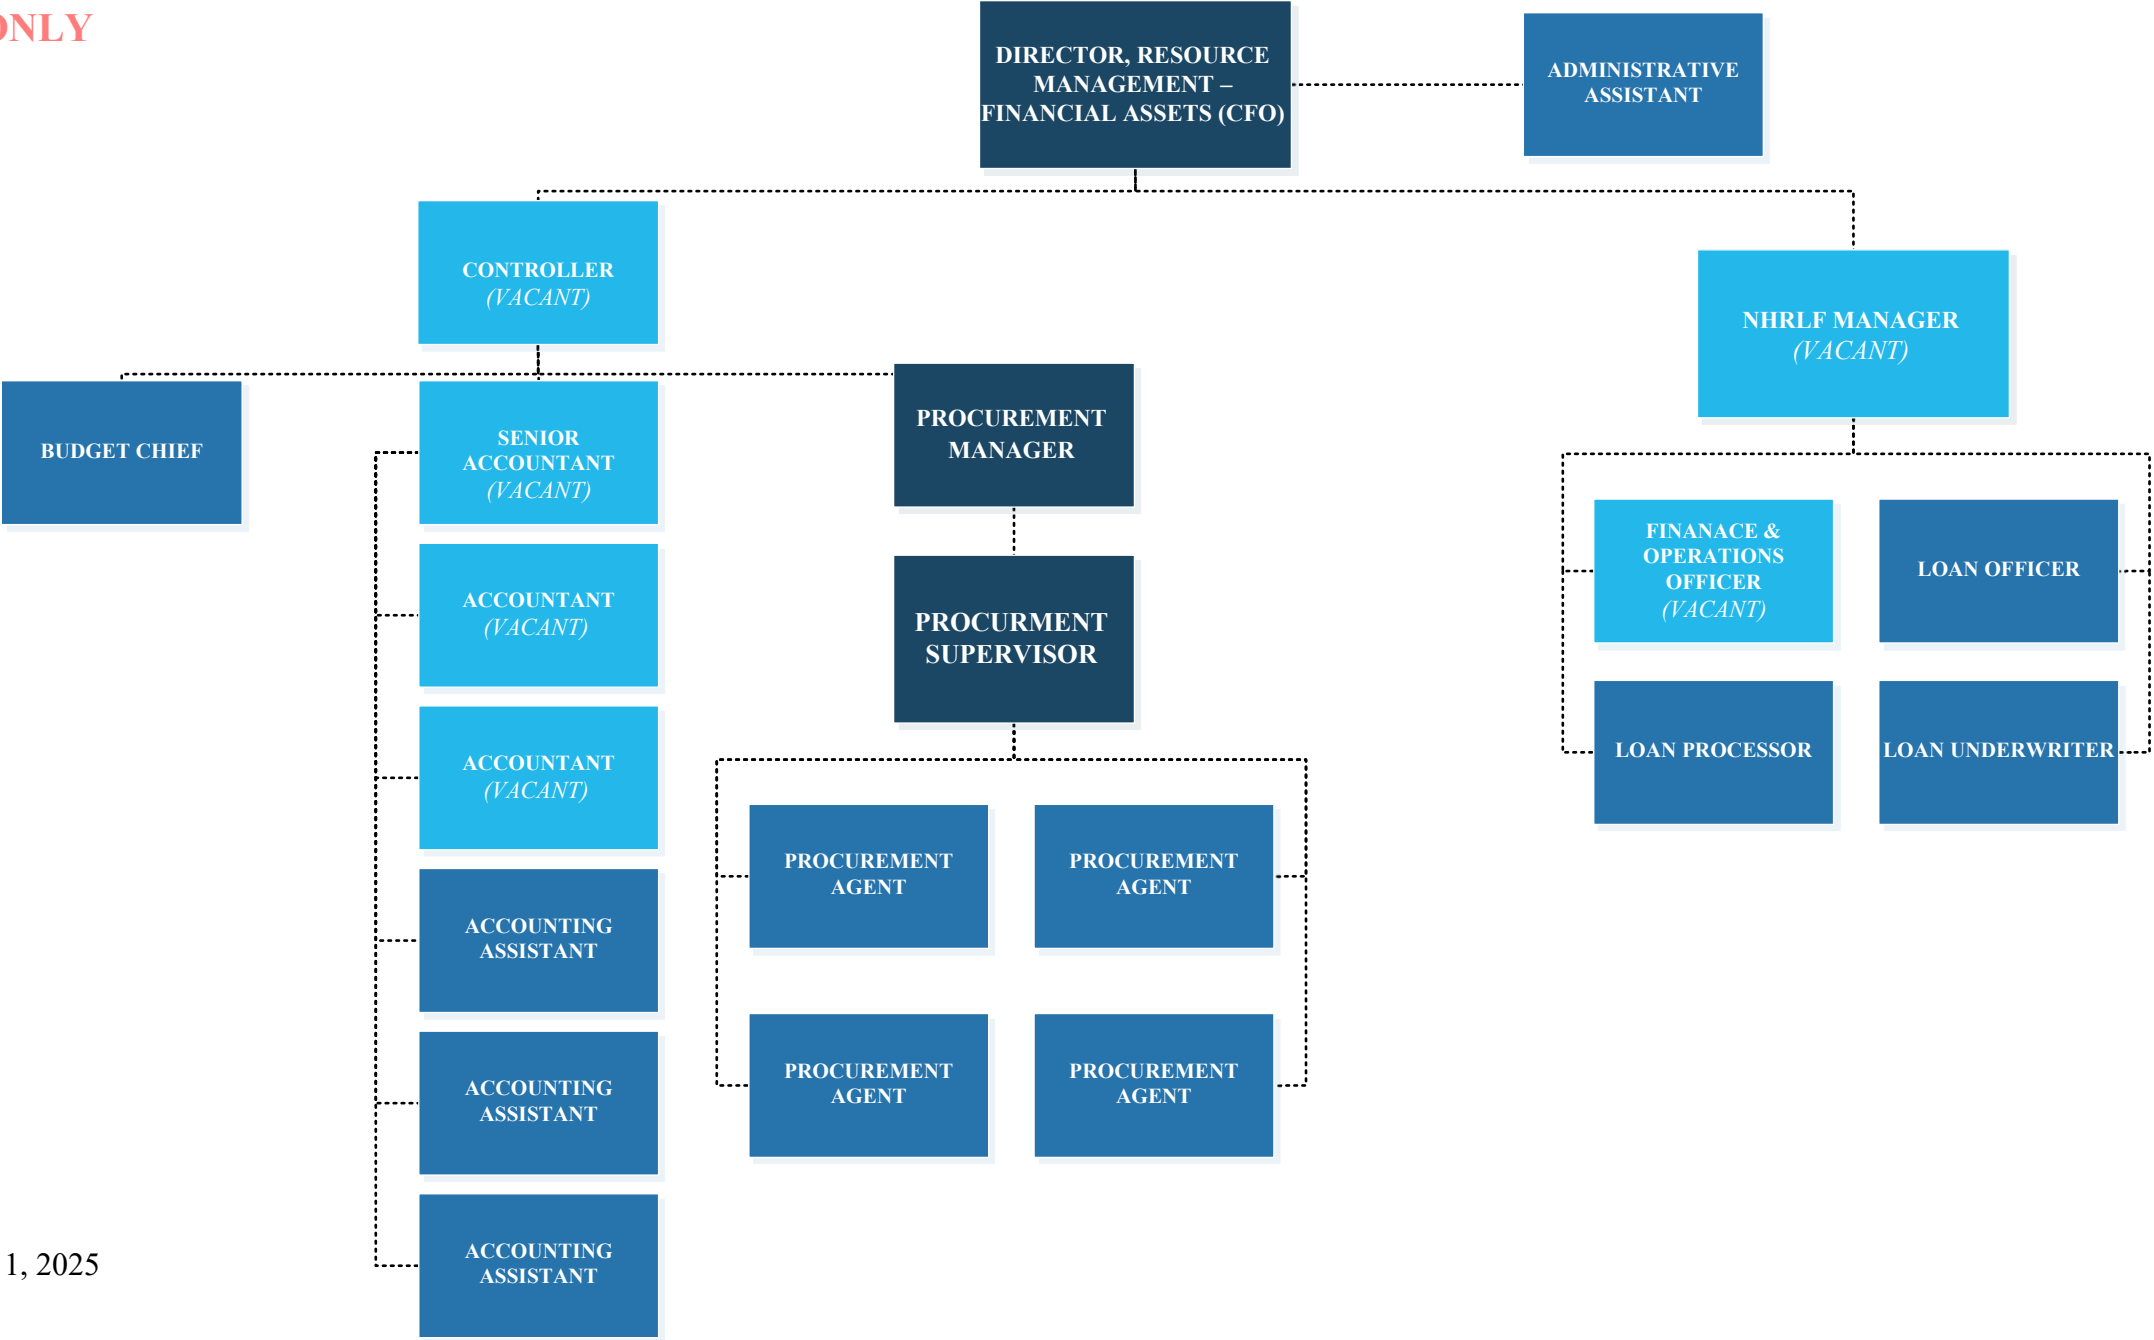 ONLY
DIRECTOR, RESOURCE
MANAGEMENT –
FINANCIAL ASSETS (CFO)
ADMINISTRATIVE
ASSISTANT
CONTROLLER
(VACANT)
NHRLF MANAGER
(VACANT)
BUDGET CHIEF
SENIOR
ACCOUNTANT
(VACANT)
PROCUREMENT
MANAGER
ACCOUNTANT
(VACANT)
PROCURMENT
SUPERVISOR
FINANACE &
OPERATIONS
OFFICER
(VACANT)
LOAN OFFICER
ACCOUNTANT
(VACANT)
LOAN PROCESSOR
LOAN UNDERWRITER
PROCUREMENT
AGENT
PROCUREMENT
AGENT
ACCOUNTING
ASSISTANT
ACCOUNTING
ASSISTANT
PROCUREMENT
AGENT
PROCUREMENT
AGENT
ACCOUNTING
ASSISTANT
1, 2025